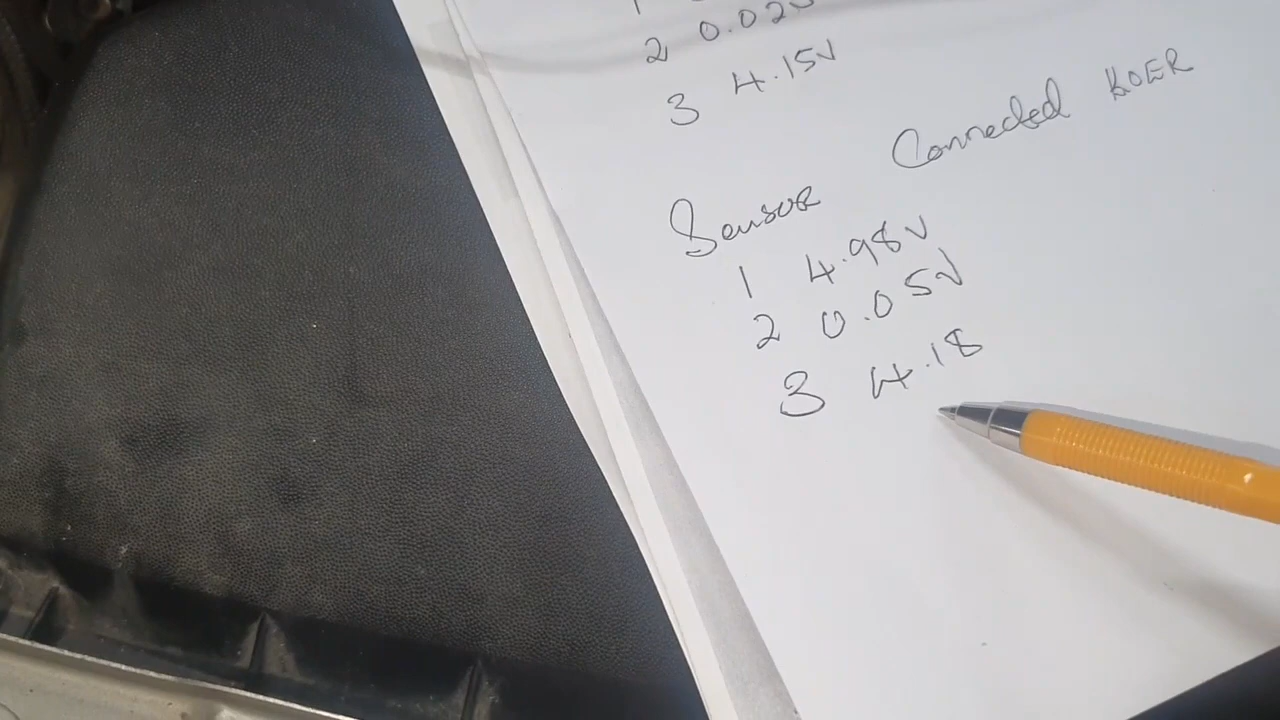 2 0.02V
3 4.15V
Sensor Connected KOER
1 4.98V
2 0.05V
3 4.18